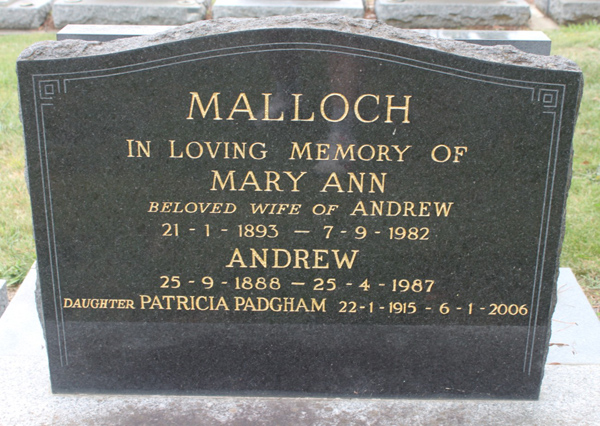 MALLOCH
IN LOVING MEMORY OF
MARY ANN
BELOVED WIFE OF ANDREW
21 - 1 - 1893 — 7 - 9 - 1982
ANDREW
25 - 9 - 1888 — 25 - 4 - 1987
DAUGHTER PATRICIA PADGHAM 22-1-1915 - 6-1-2006